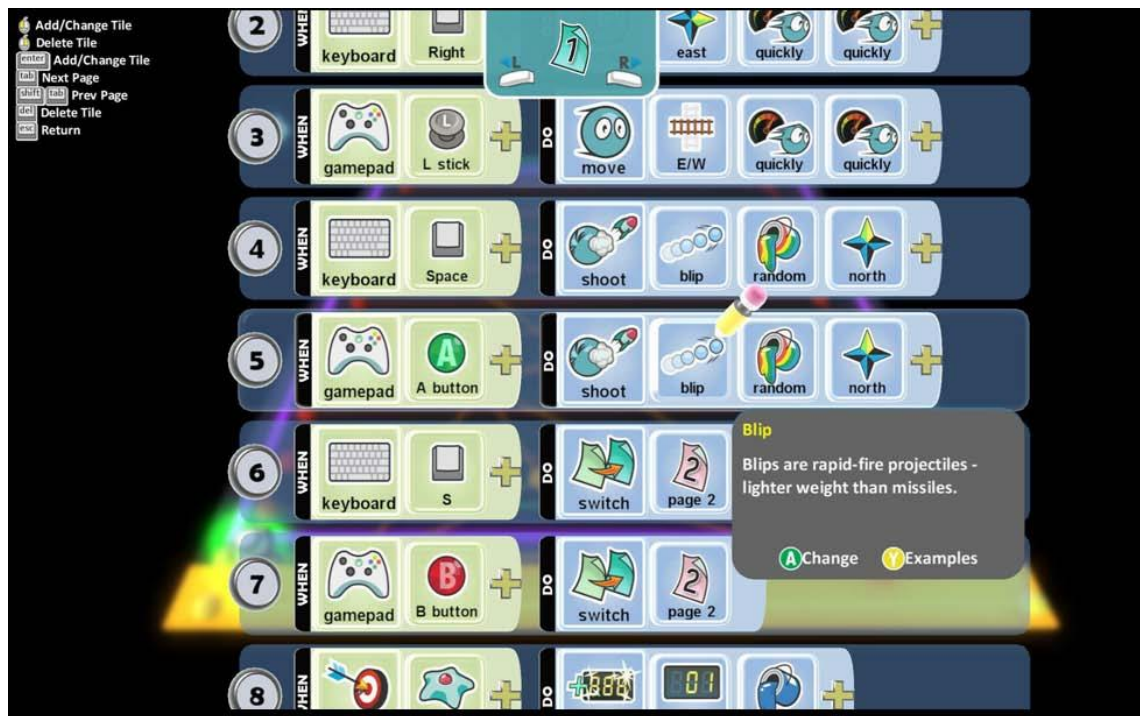 Add/Change Tile
Delete Tile
enter Add/Change Tile
tab Next Page
shift tab Prev Page
del Delete Tile
esc Return
1
L R
2 WHEN keyboard Right east quickly quickly
3 WHEN gamepad L stick DO move E/W quickly quickly
4 WHEN keyboard Space DO shoot blip random north
5 WHEN gamepad A A button DO shoot blip random north
6 WHEN keyboard S DO switch 2 page 2
7 WHEN gamepad B B button DO switch 2 page 2
8 WHEN DO 01
Blip
Blips are rapid-fire projectiles -
lighter weight than missiles.
A Change Y Examples